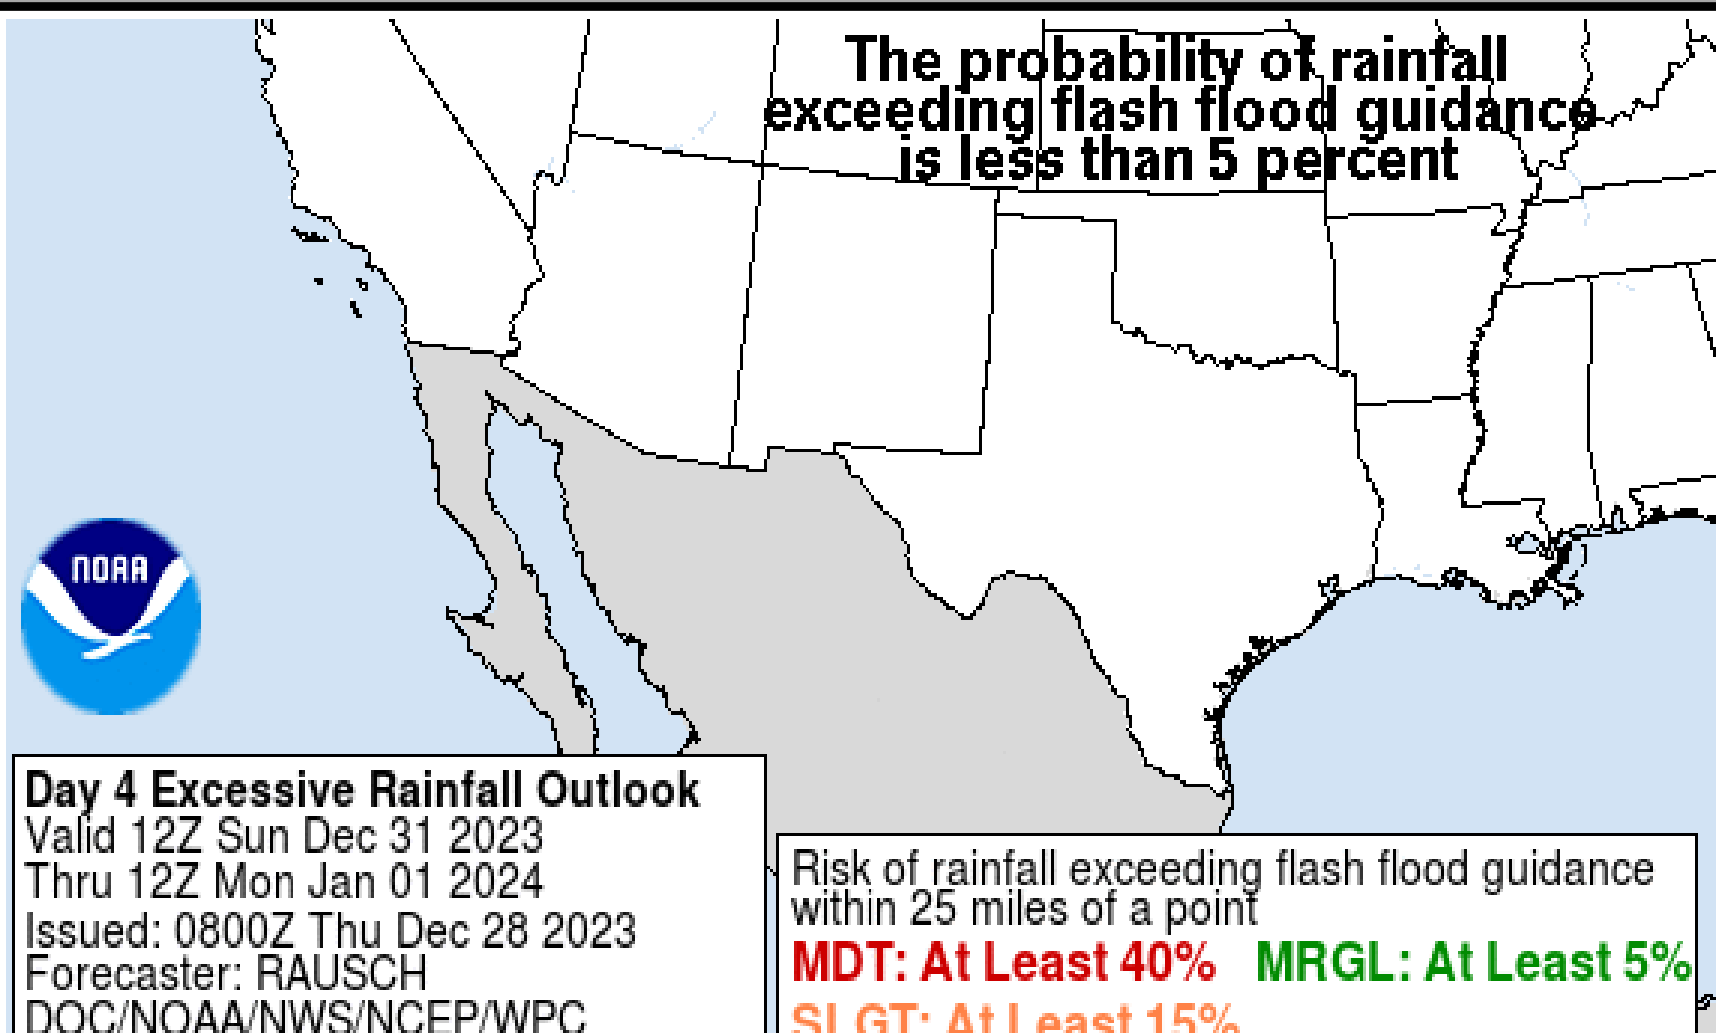 The probability of rainfall
exceeding flash flood guidance
is less than 5 percent
NOAA
Day 4 Excessive Rainfall Outlook
Valid 12Z Sun Dec 31 2023
Thru 12Z Mon Jan 01 2024
Issued: 0800Z Thu Dec 28 2023
Forecaster: RAUSCH
DOC/NOAA/NWS/NCEP/WPC
Risk of rainfall exceeding flash flood guidance
within 25 miles of a point
MDT: At Least 40% MRGL: At Least 5%
SLGT: At Least 15%